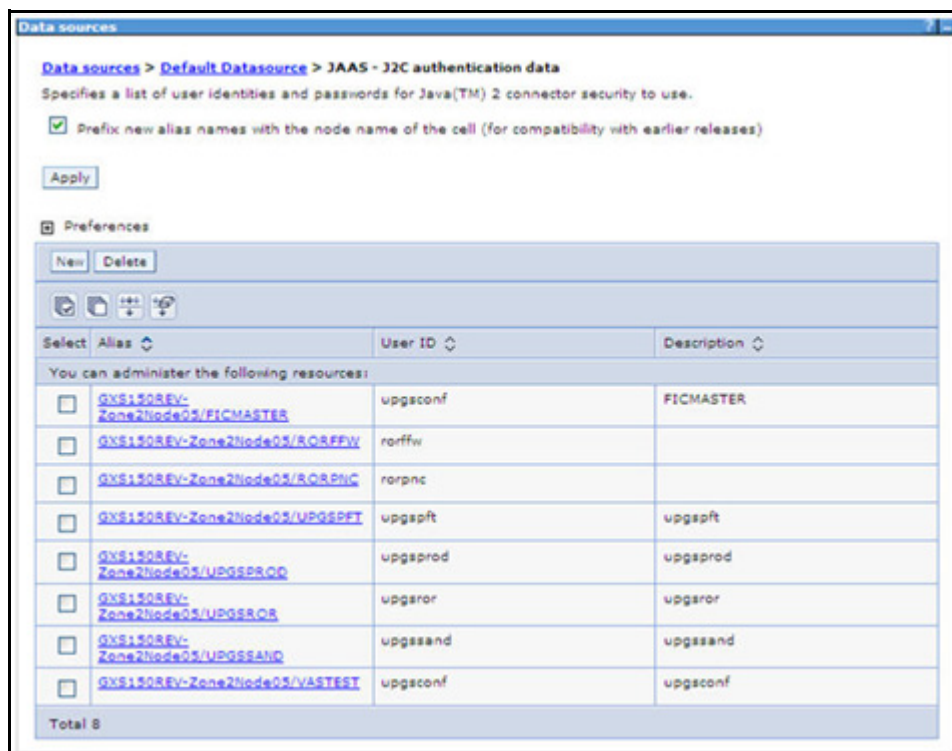 Data sources
? –
Data sources > Default Datasource > JAAS - J2C authentication data
Specifies a list of user identities and passwords for Java(TM) 2 connector security to use.
Prefix new alias names with the node name of the cell (for compatibility with earlier releases)
Apply
Preferences
New Delete
Select Alias User ID Description
You can administer the following resources:
GXS150REV-
Zone2Node05/FICMASTER upgsconf FICMASTER
GXS150REV-Zone2Node05/RORFFW rorffw
GXS150REV-Zone2Node05/RORPNC rorpnc
GXS150REV-Zone2Node05/UPGSPFT upgspft upgspft
GXS150REV-
Zone2Node05/UPGSPROD upgsprod upgsprod
GXS150REV-
Zone2Node05/UPGSROR upgsror upgsror
GXS150REV-
Zone2Node05/UPGSSAND upgssand upgssand
GXS150REV-Zone2Node05/VASTEST upgsconf upgsconf
Total 8